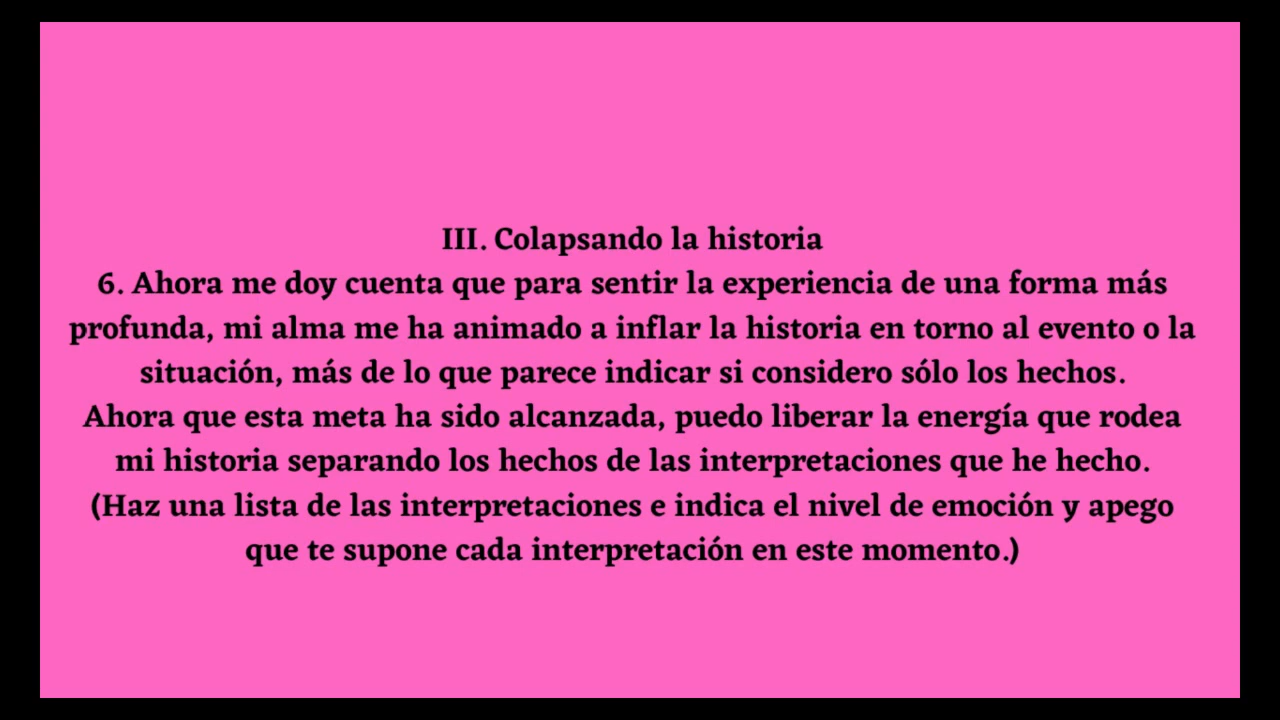 III. Colapsando la historia
6. Ahora me doy cuenta que para sentir la experiencia de una forma más
profunda, mi alma me ha animado a inflar la historia en torno al evento o la
situación, más de lo que parece indicar si considero sólo los hechos.
Ahora que esta meta ha sido alcanzada, puedo liberar la energía que rodea
mi historia separando los hechos de las interpretaciones que he hecho.
(Haz una lista de las interpretaciones e indica el nivel de emoción y apego
que te supone cada interpretación en este momento.)